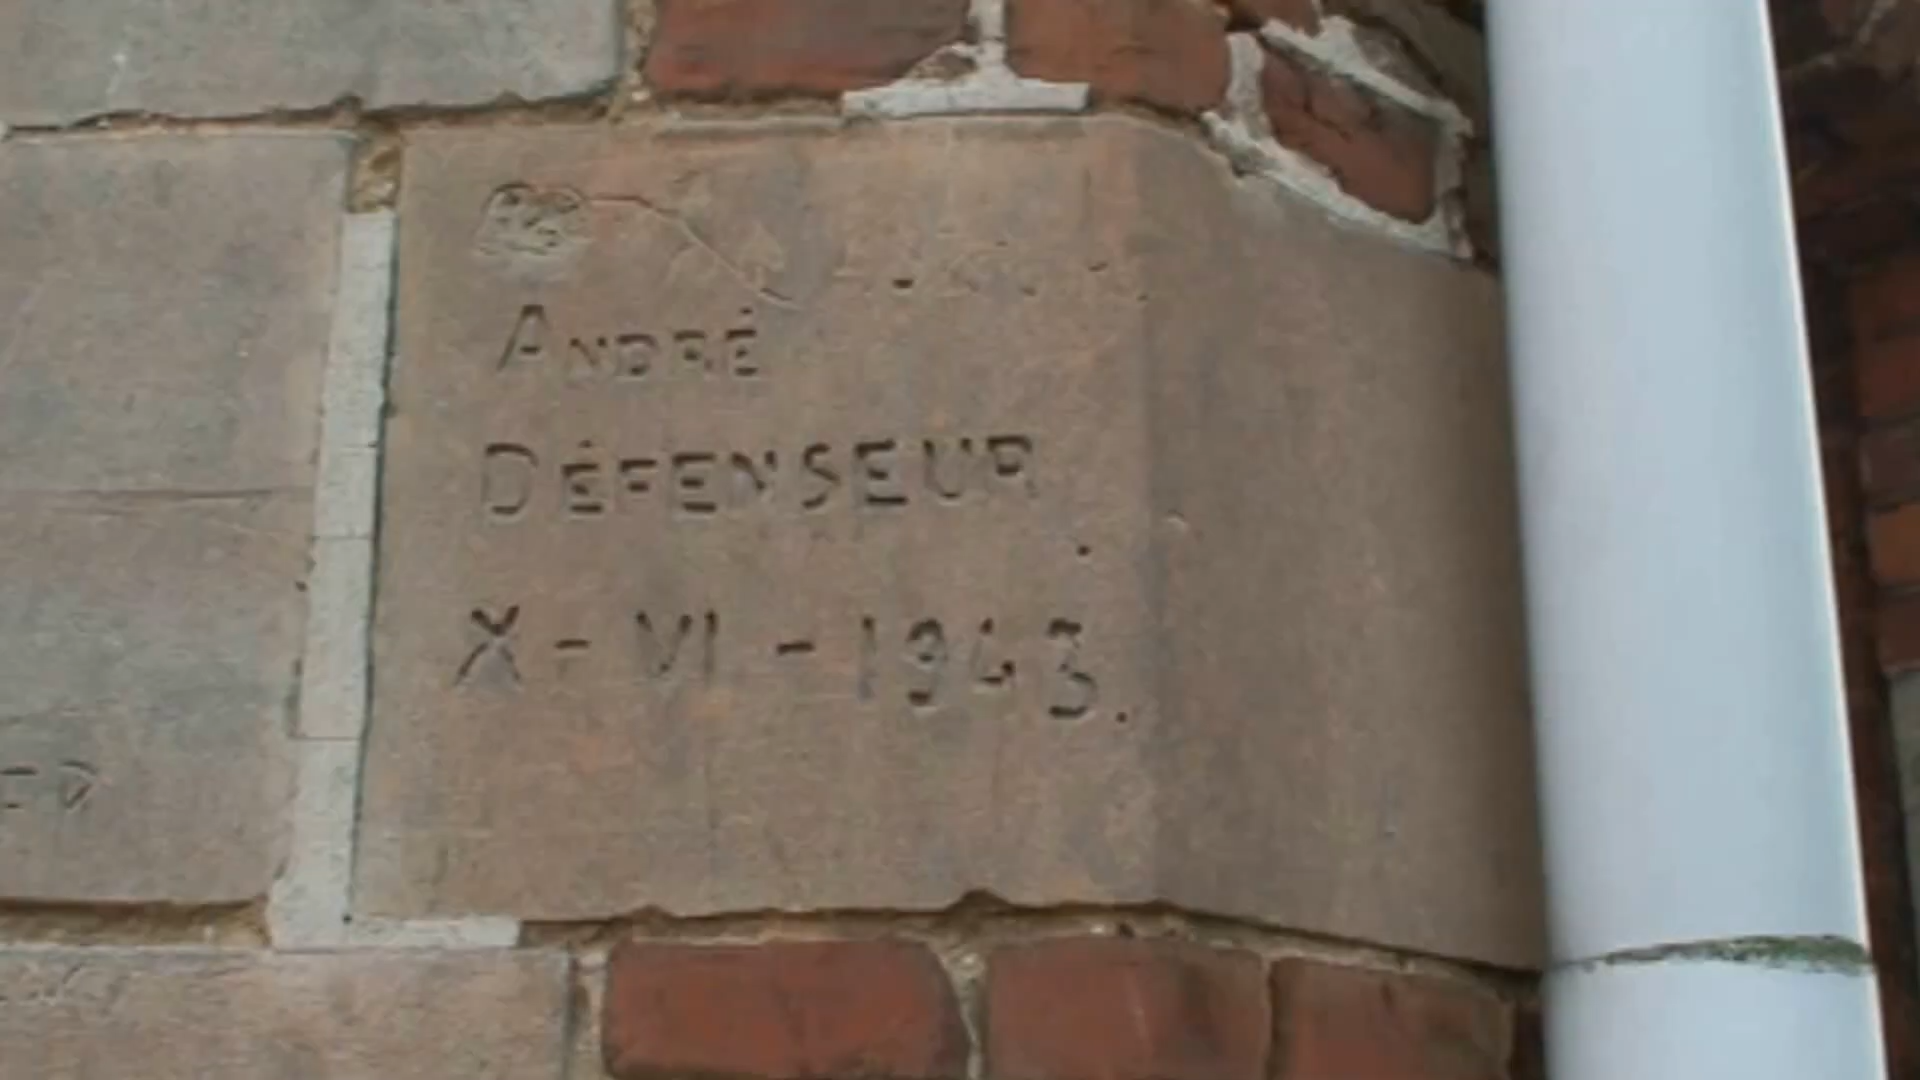 ANDRÉ
DÉFENSEUR
X - VI - 1943.